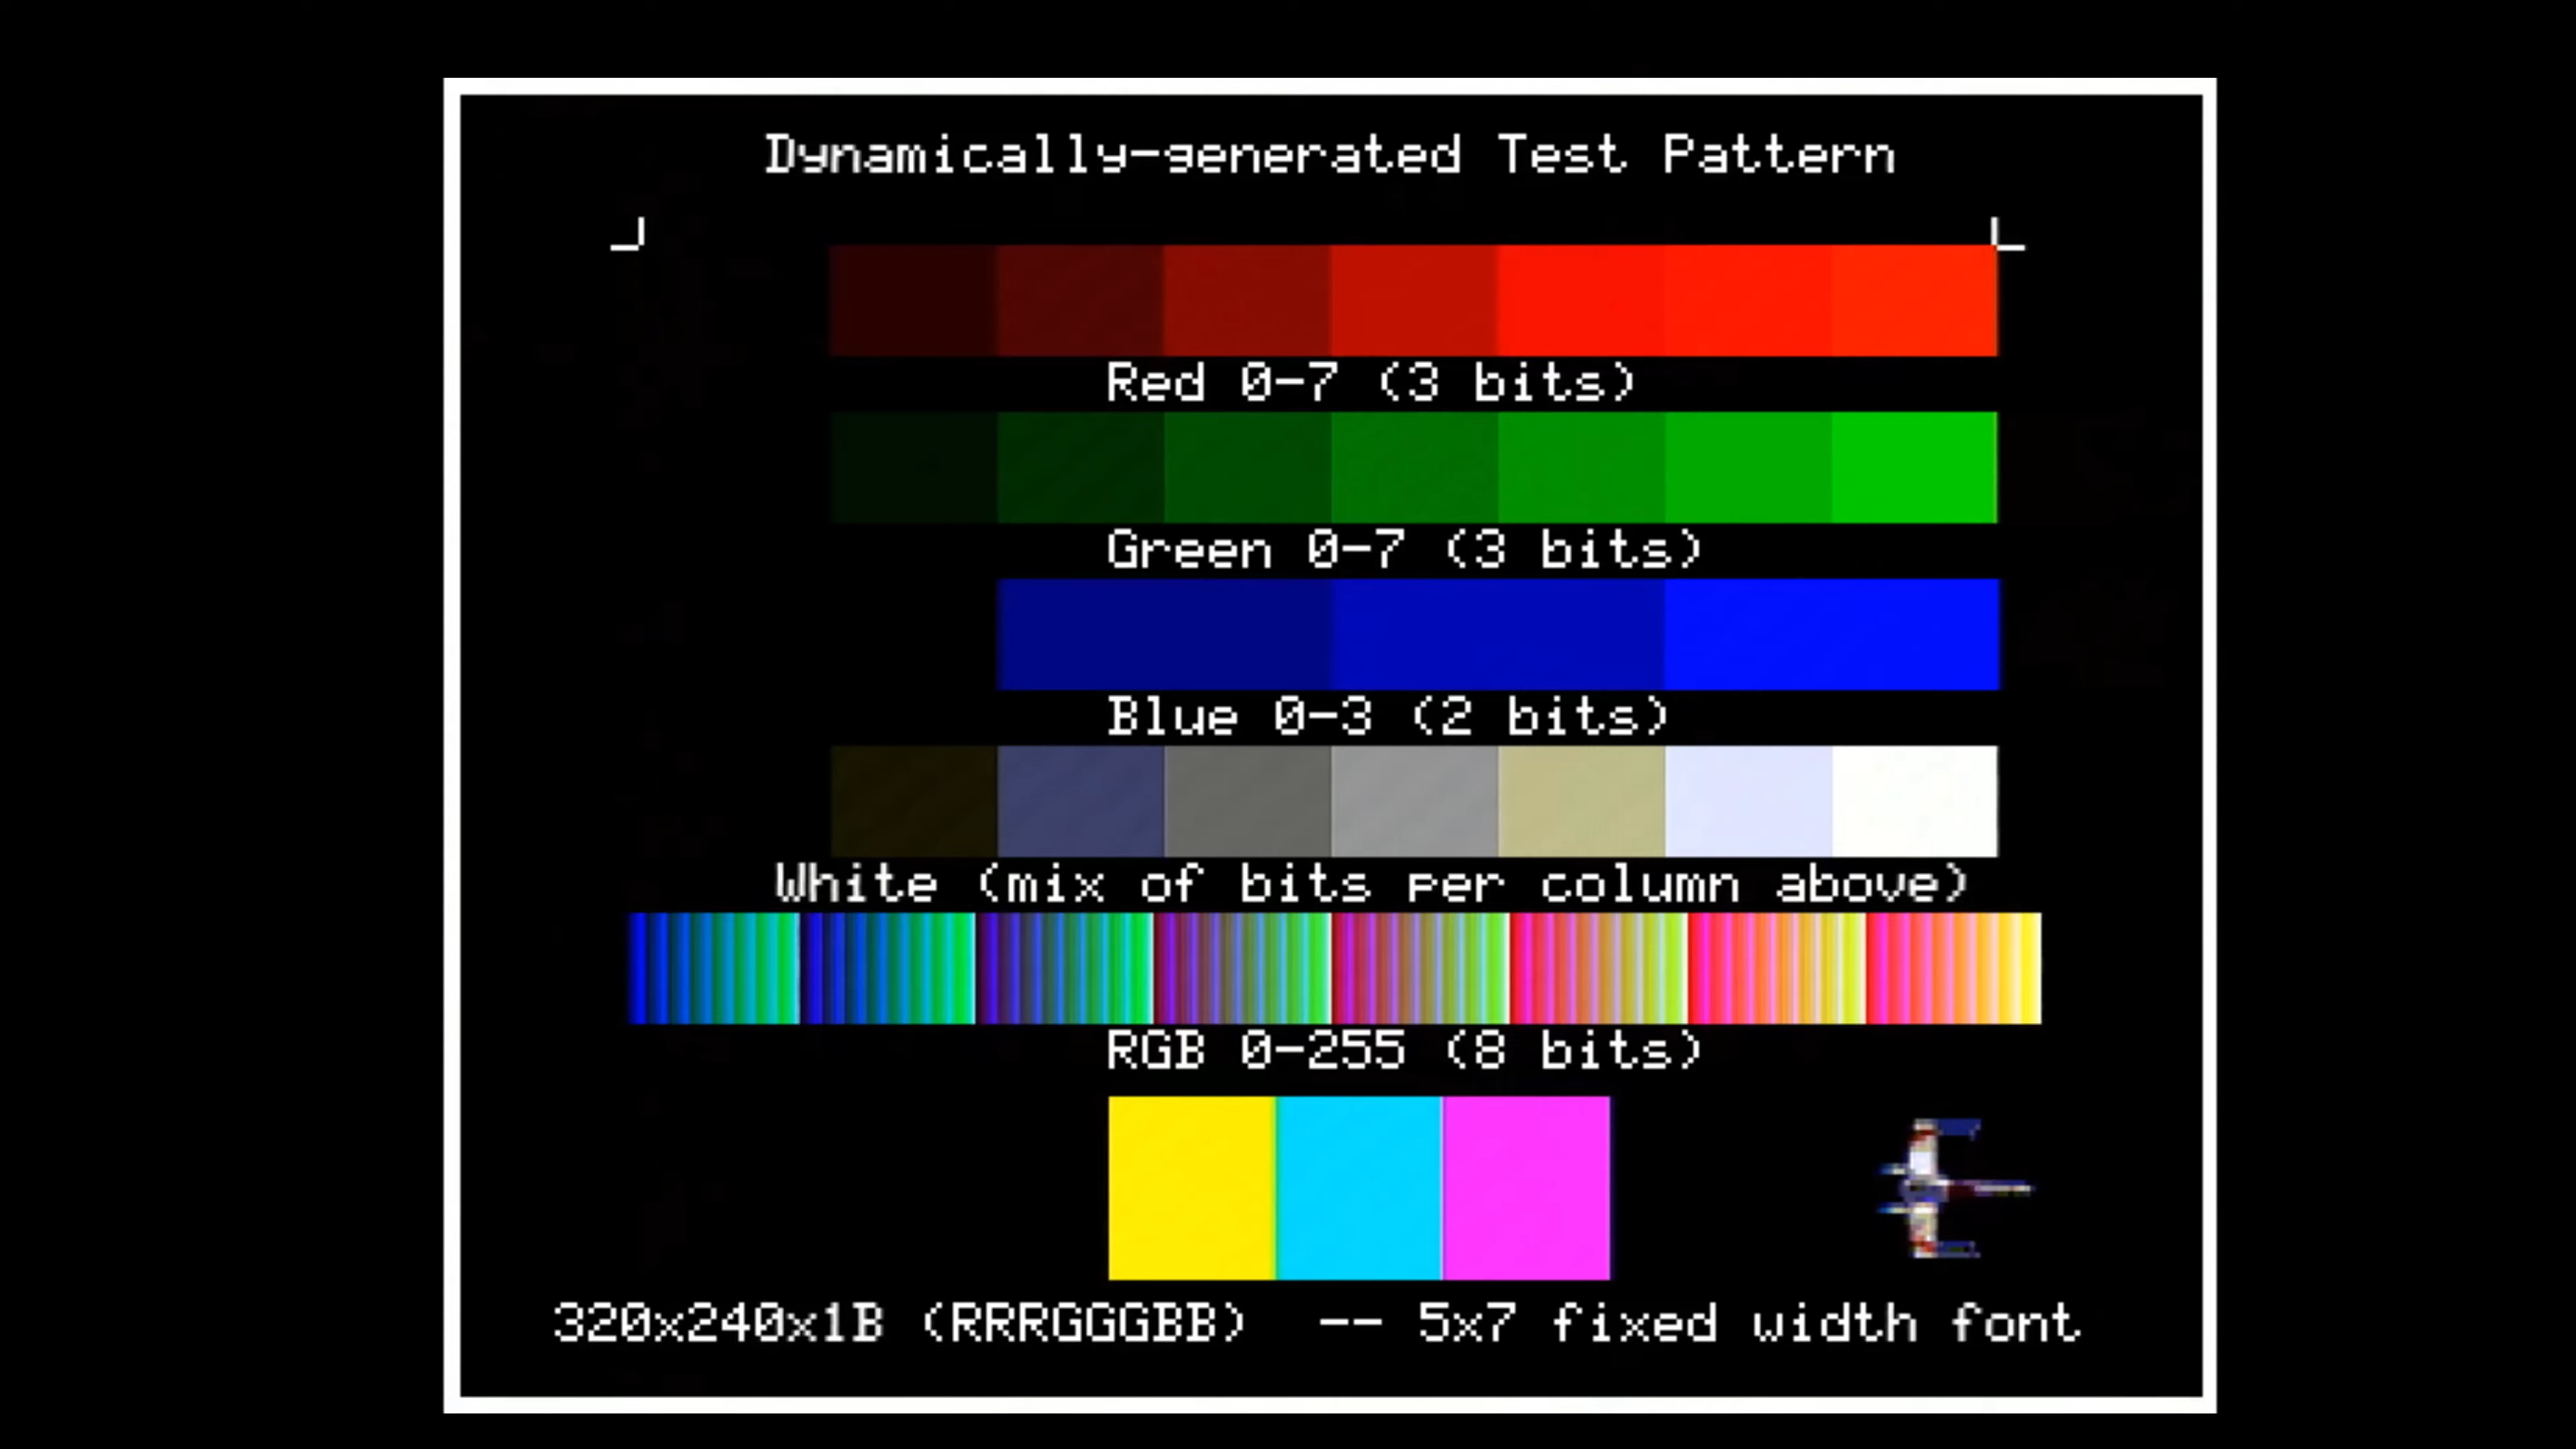 Dynamically-generated Test Pattern
Red 0-7 (3 bits)
Green 0-7 (3 bits)
Blue 0-3 (2 bits)
White (mix of bits per column above)
RGB 0-255 (8 bits)
320x240x1B (RRRGGGBB) -- 5x7 fixed width font